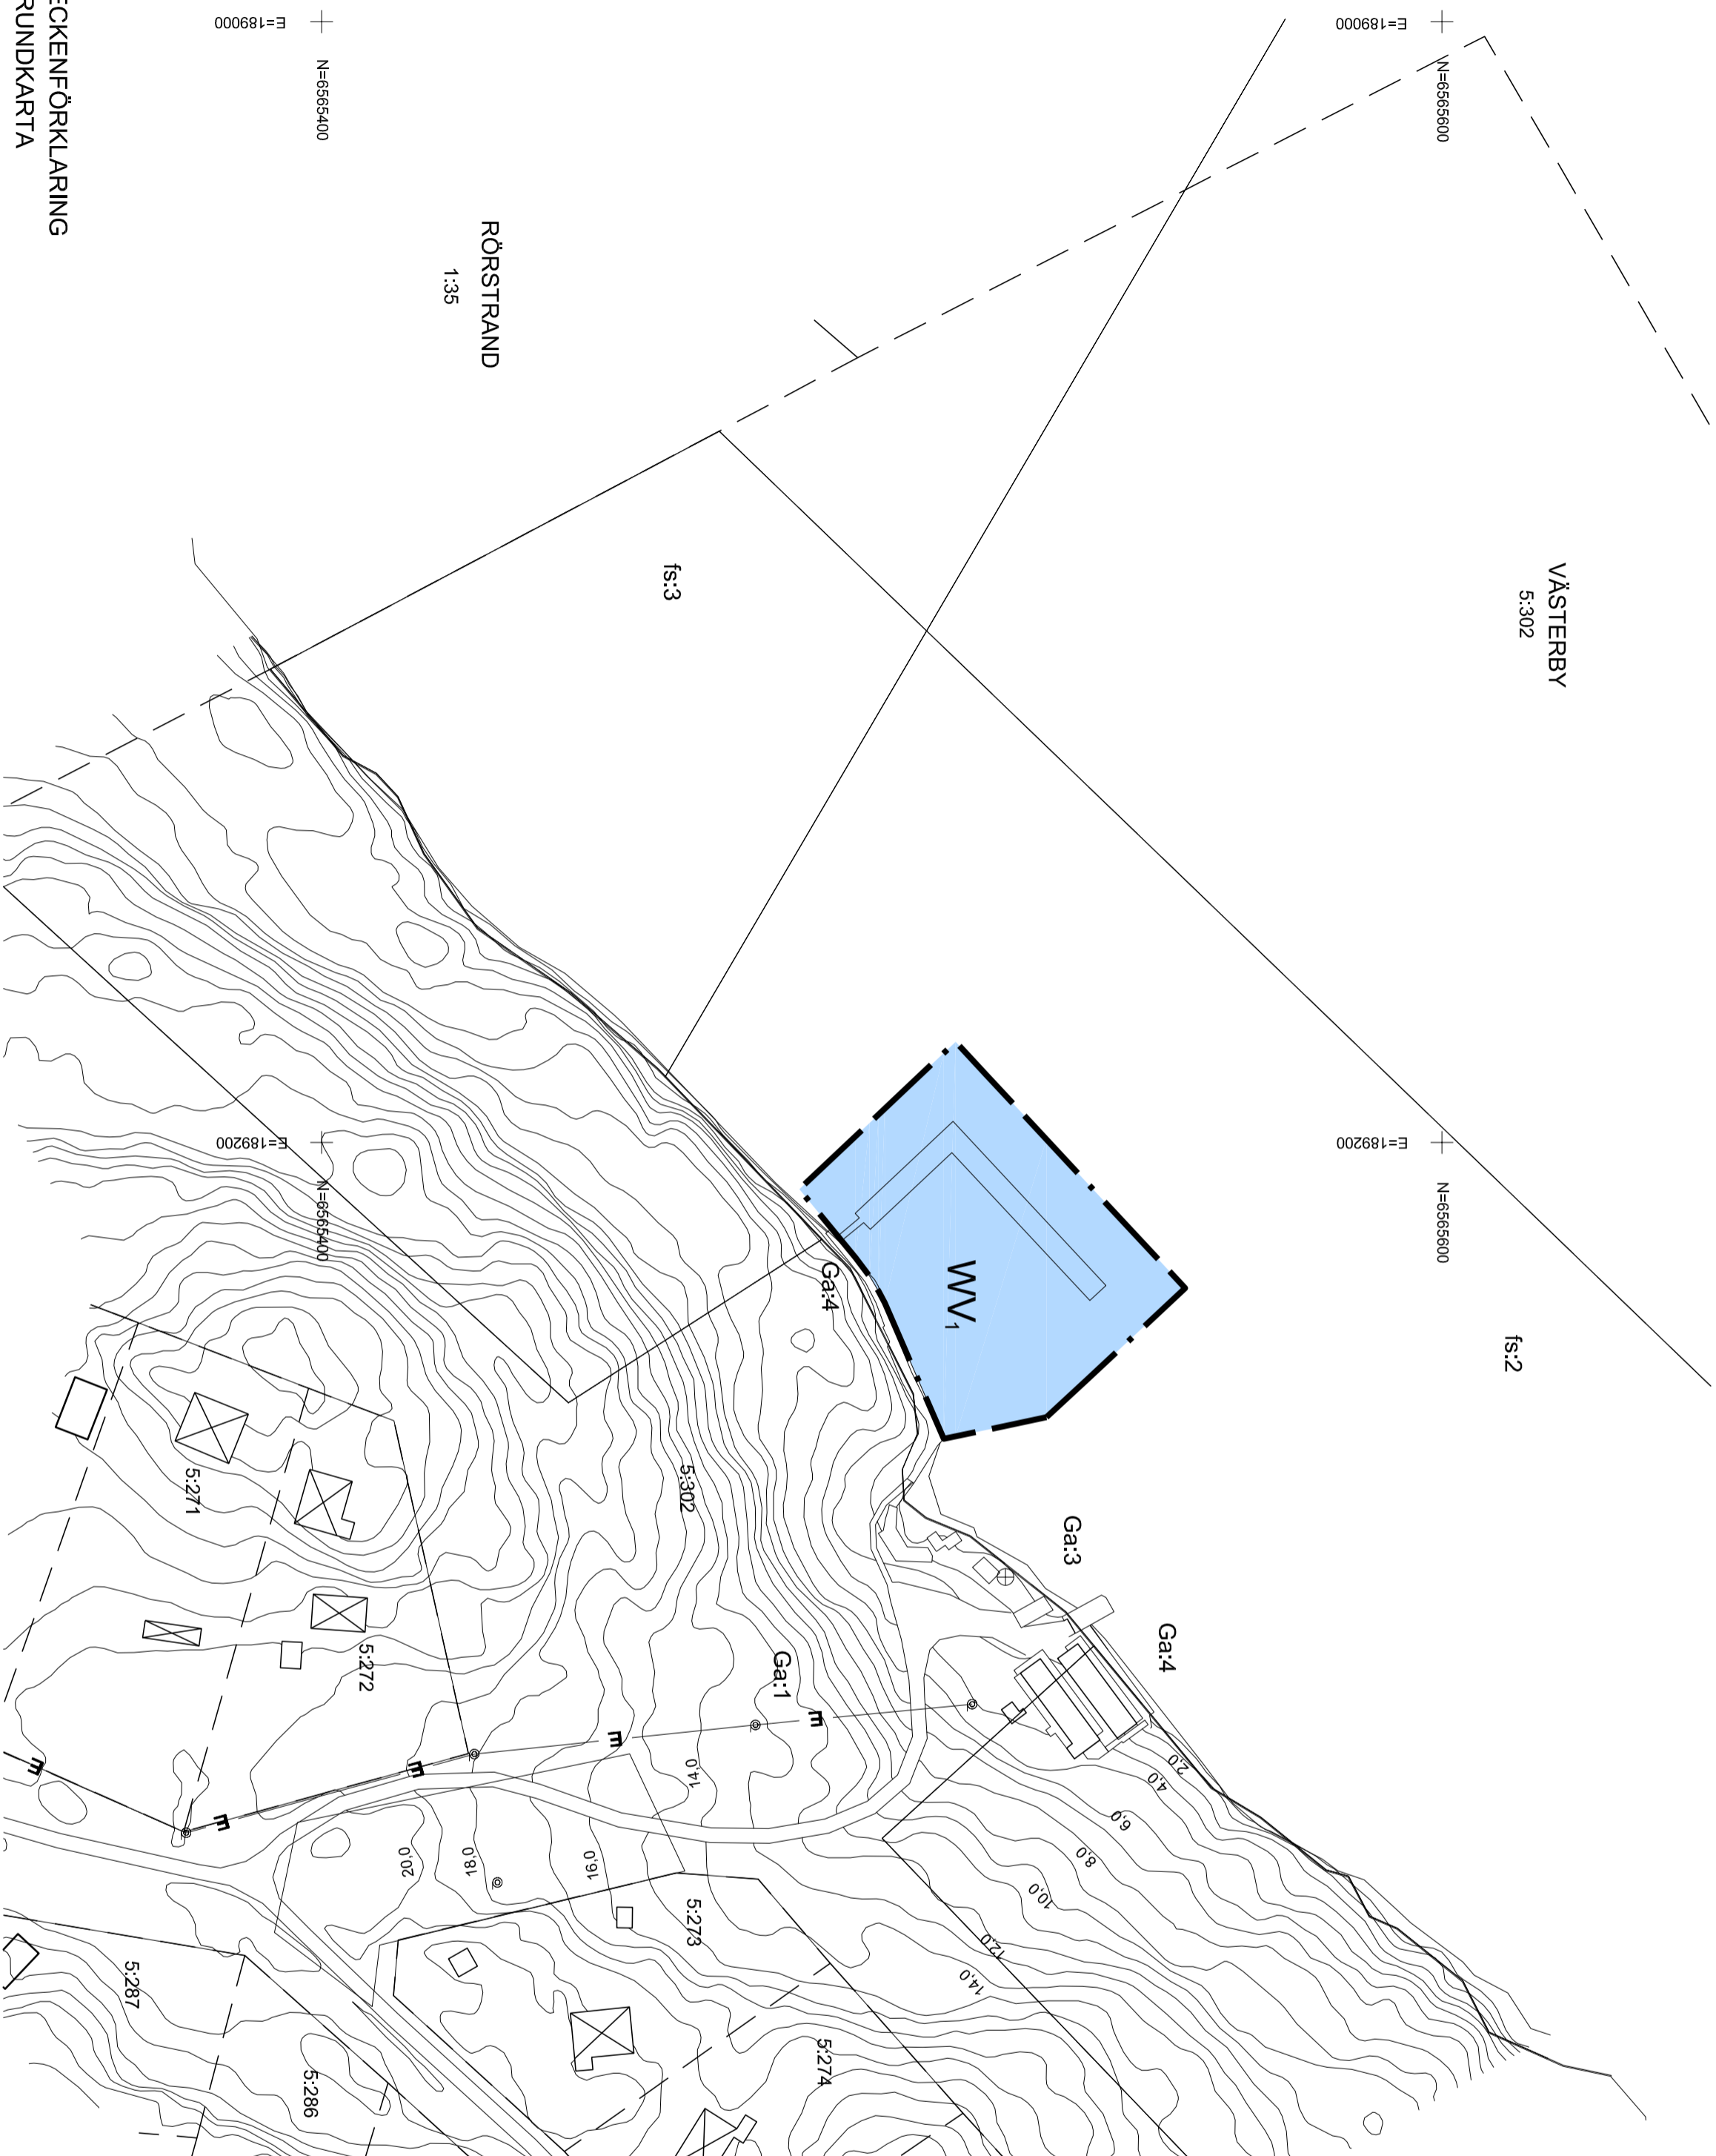 E=189000
N=6565400
E=189000
N=6565600
ECKENFÖRKLARING
RUNDKARTA
RÖRSTRAND
1:35
VÄSTERBY
5:302
fs:3
E=189200
N=6565400
E=189200
N=6565600
WV1
Ga:4
fs:2
5:271
5:302
Ga:3
Ga:4
5:272
Ga:1
E
E
E
E
E
14,0
2,0
4,0
6,0
8,0
10,0
12,0
14,0
20,0
18,0
16,0
5:273
5:287
5:274
5:286